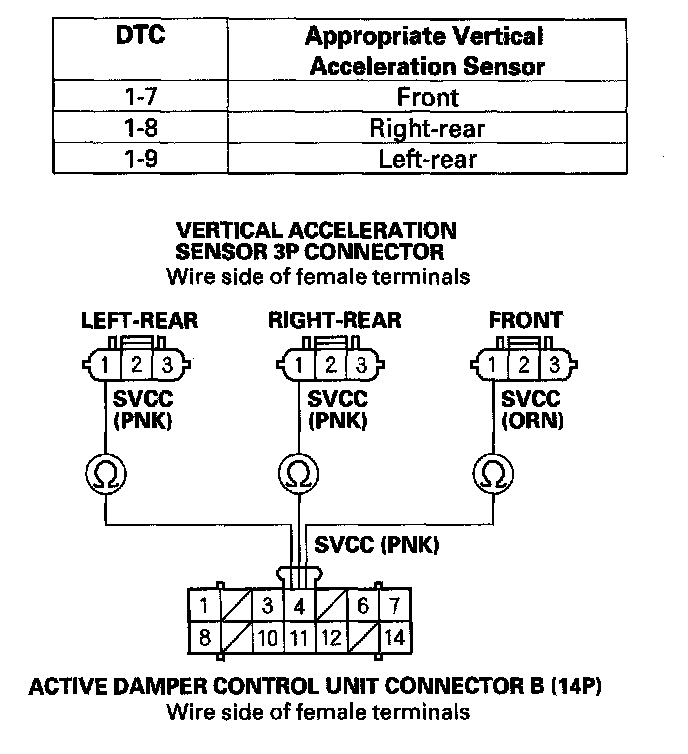 DTC Appropriate Vertical
Acceleration Sensor
1-7 Front
1-8 Right-rear
1-9 Left-rear
VERTICAL ACCELERATION
SENSOR 3P CONNECTOR
Wire side of female terminals
LEFT-REAR RIGHT-REAR FRONT
1 2 3 1 2 3 1 2 3
SVCC SVCC SVCC
(PNK) (PNK) (ORN)
Ω Ω Ω
SVCC (PNK)
1 3 4 6 7
8 10 11 12 14
ACTIVE DAMPER CONTROL UNIT CONNECTOR B (14P)
Wire side of female terminals